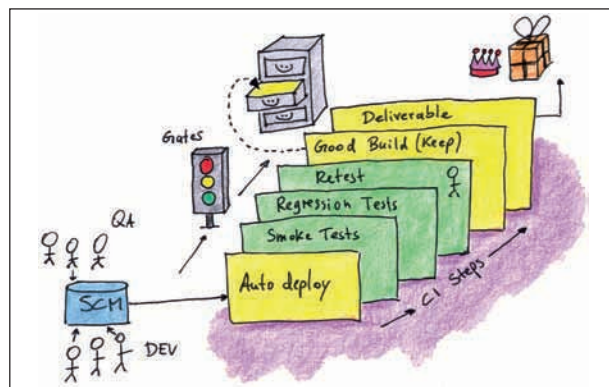 Gates
QA
SCM
DEV
Deliverable
Good Build (Keep)
Retest
Regression Tests
Smoke Tests
Auto deploy
CI Steps